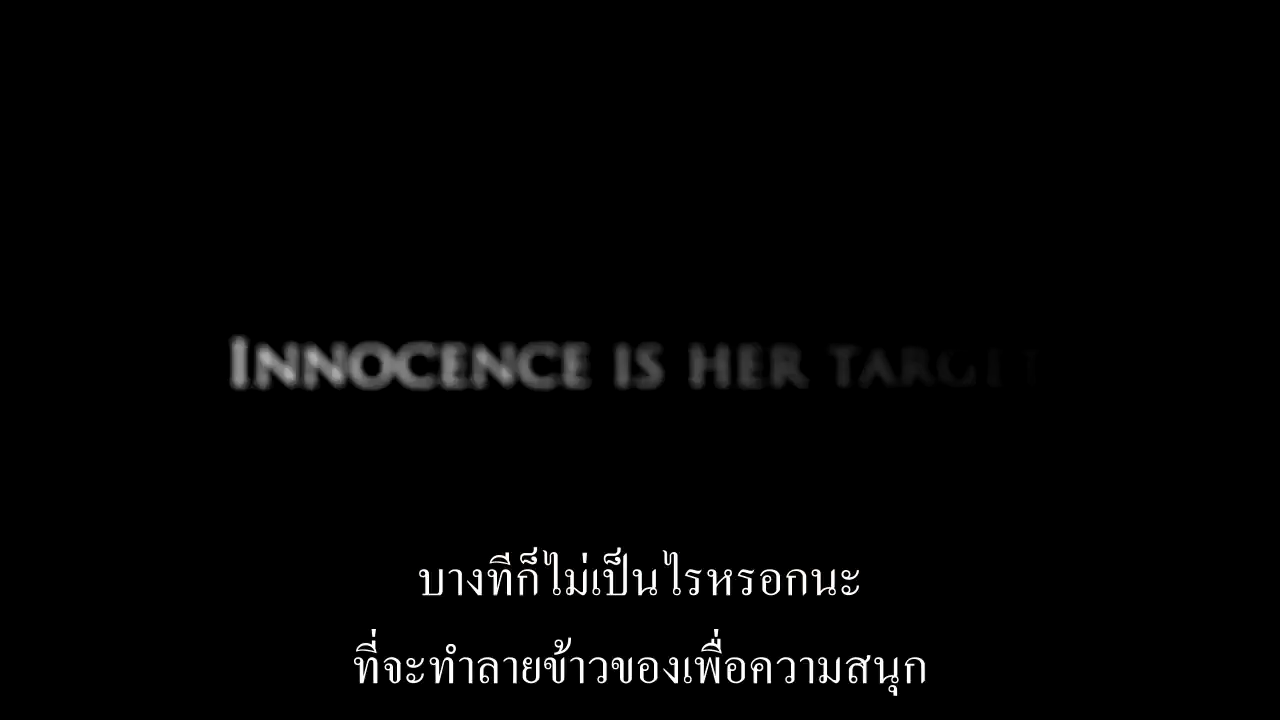 INNOCENCE IS HER TARGET
บางทีก็ไม่เป็นไรหรอกนะ
ที่จะทำลายข้าวของเพื่อความสนุก